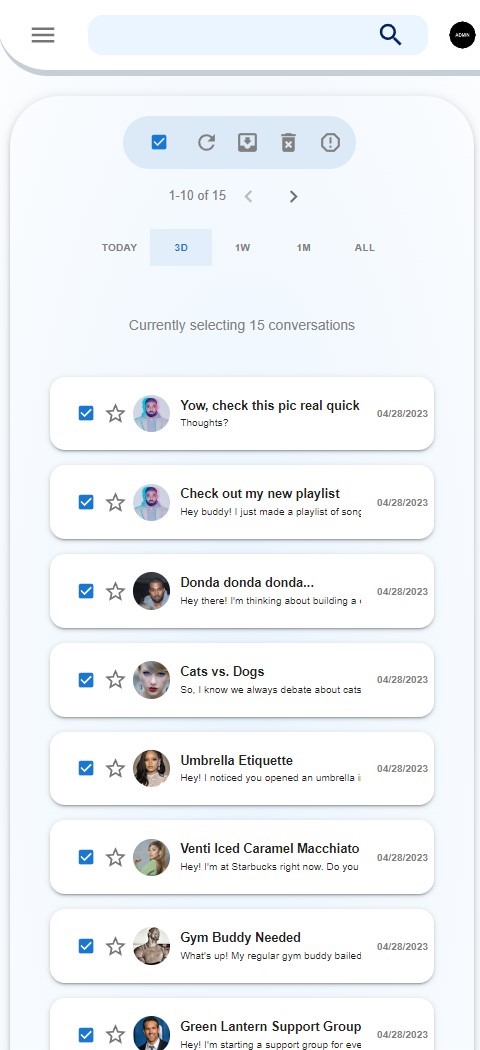 ADMIN
1-10 of 15
TODAY 3D 1W 1M ALL
Currently selecting 15 conversations
Yow, check this pic real quick
Thoughts?
04/28/2023
Check out my new playlist
Hey buddy! I just made a playlist of song
04/28/2023
Donda donda donda...
Hey there! I'm thinking about building a
04/28/2023
Cats vs. Dogs
So, I know we always debate about cats
04/28/2023
Umbrella Etiquette
Hey! I noticed you opened an umbrella
04/28/2023
Venti Iced Caramel Macchiato
Hey! I'm at Starbucks right now. Do you
04/28/2023
Gym Buddy Needed
What's up! My regular gym buddy bailed
04/28/2023
Green Lantern Support Group
Hey! I'm starting a support group for eve
04/28/2023